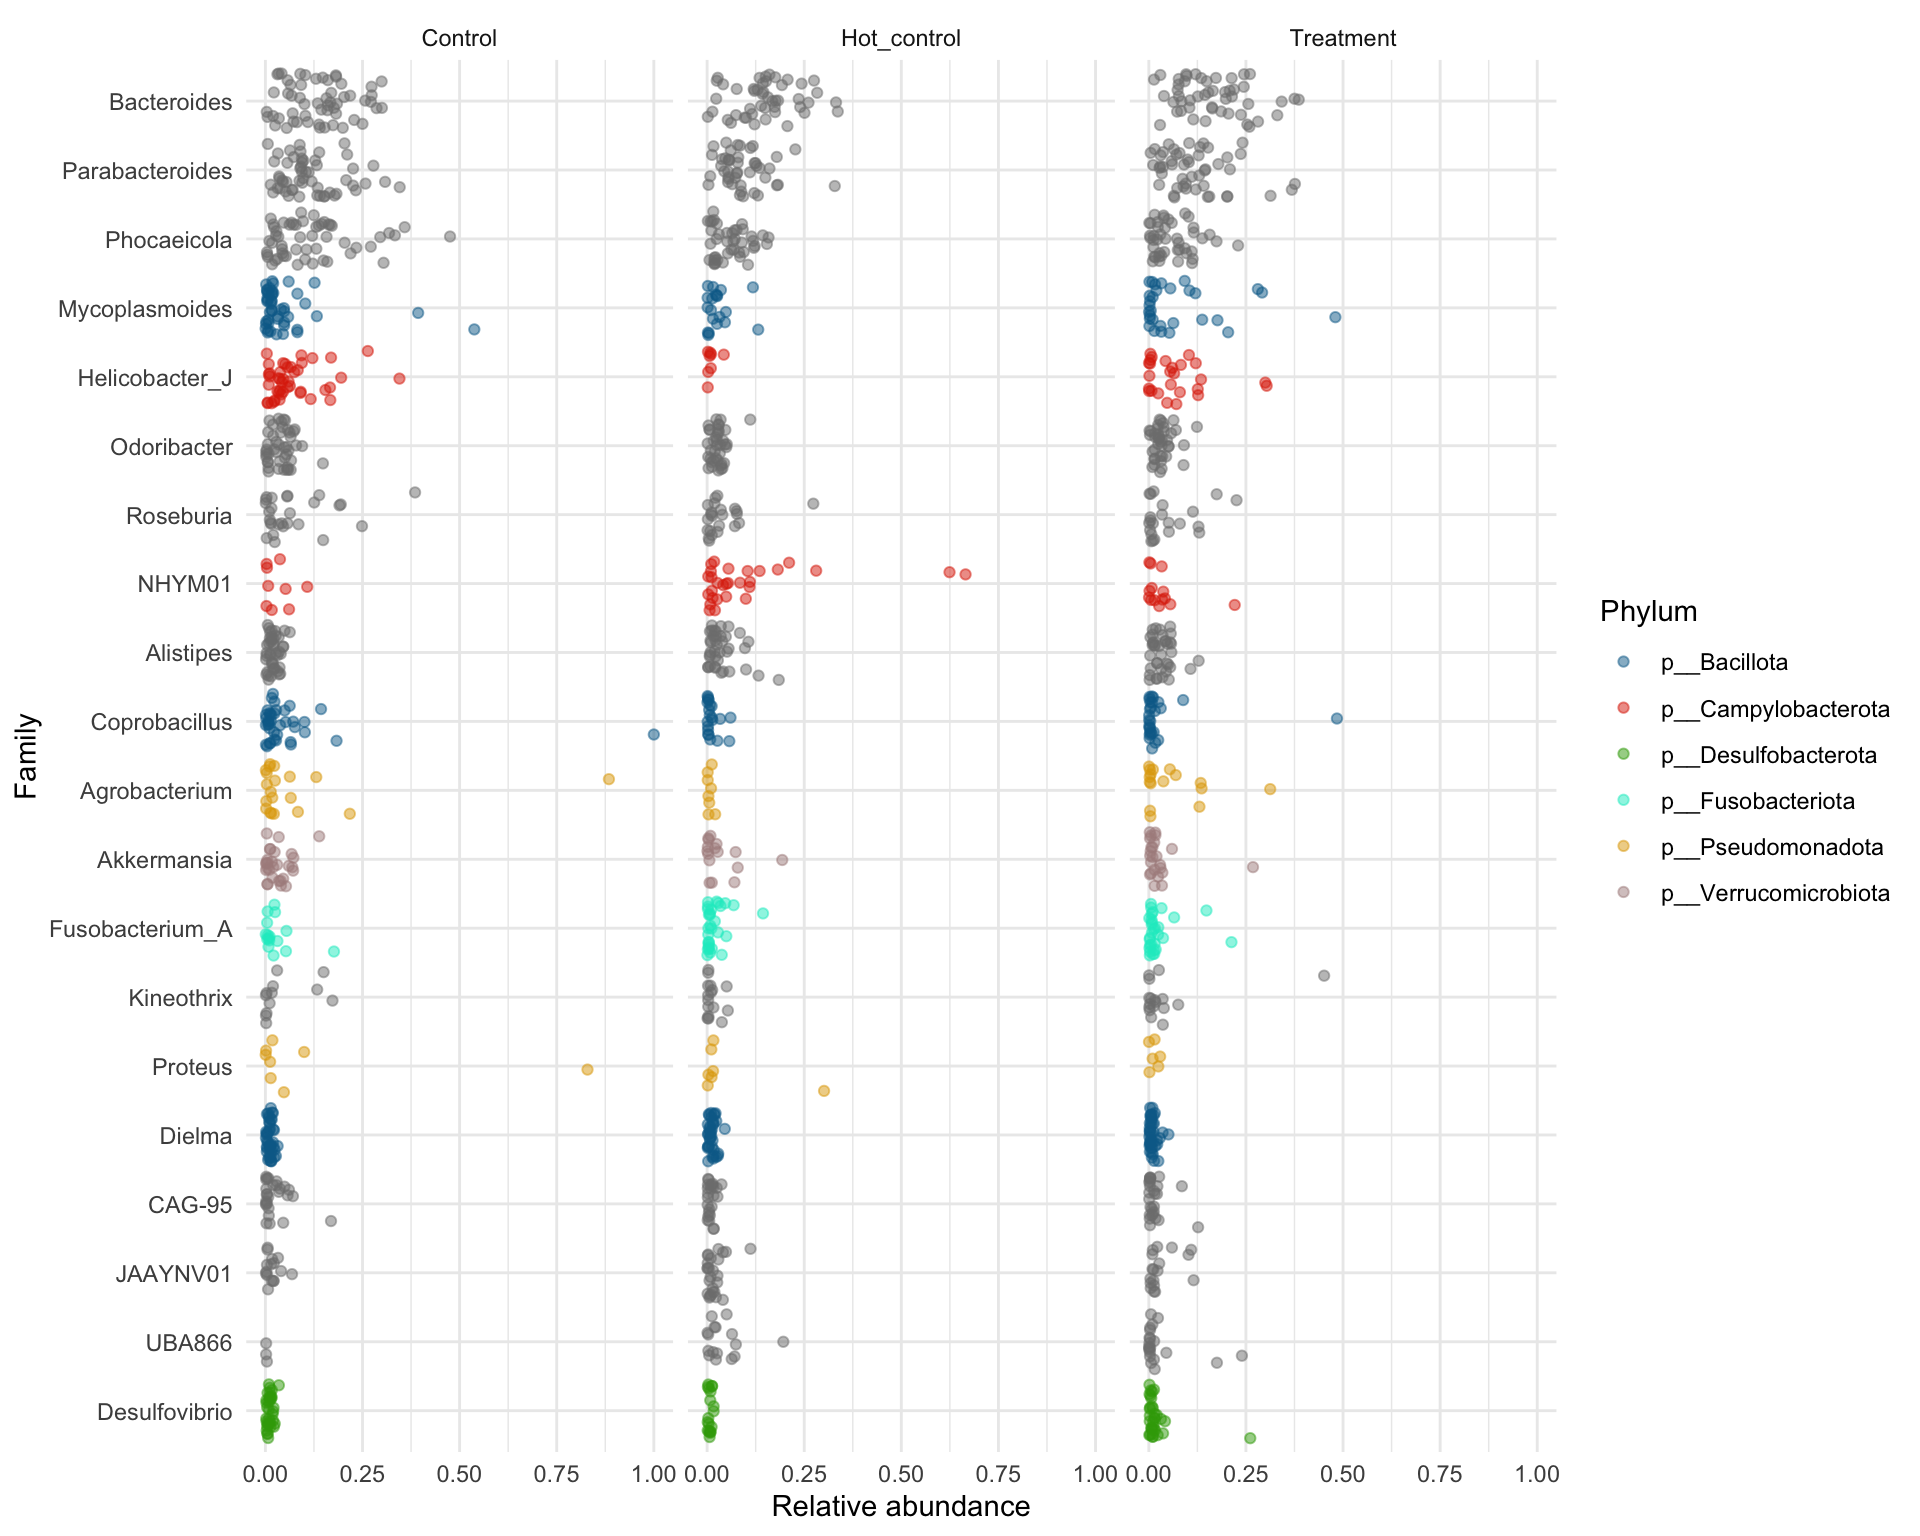 Control Hot_control Treatment
Bacteroides
Parabacteroides
Phocaeicola
Mycoplasmoides
Helicobacter_J
Odoribacter
Roseburia
NHYM01
Alistipes
Coprobacillus
Agrobacterium
Akkermansia
Fusobacterium_A
Kineothrix
Proteus
Dielma
CAG-95
JAAYNV01
UBA866
Desulfovibrio
Family
0.00 0.25 0.50 0.75 1.00 0.00 0.25 0.50 0.75 1.00 0.00 0.25 0.50 0.75 1.00
Relative abundance
Phylum
p__Bacillota
p__Campylobacterota
p__Desulfobacterota
p__Fusobacteriota
p__Pseudomonadota
p__Verrucomicrobiota